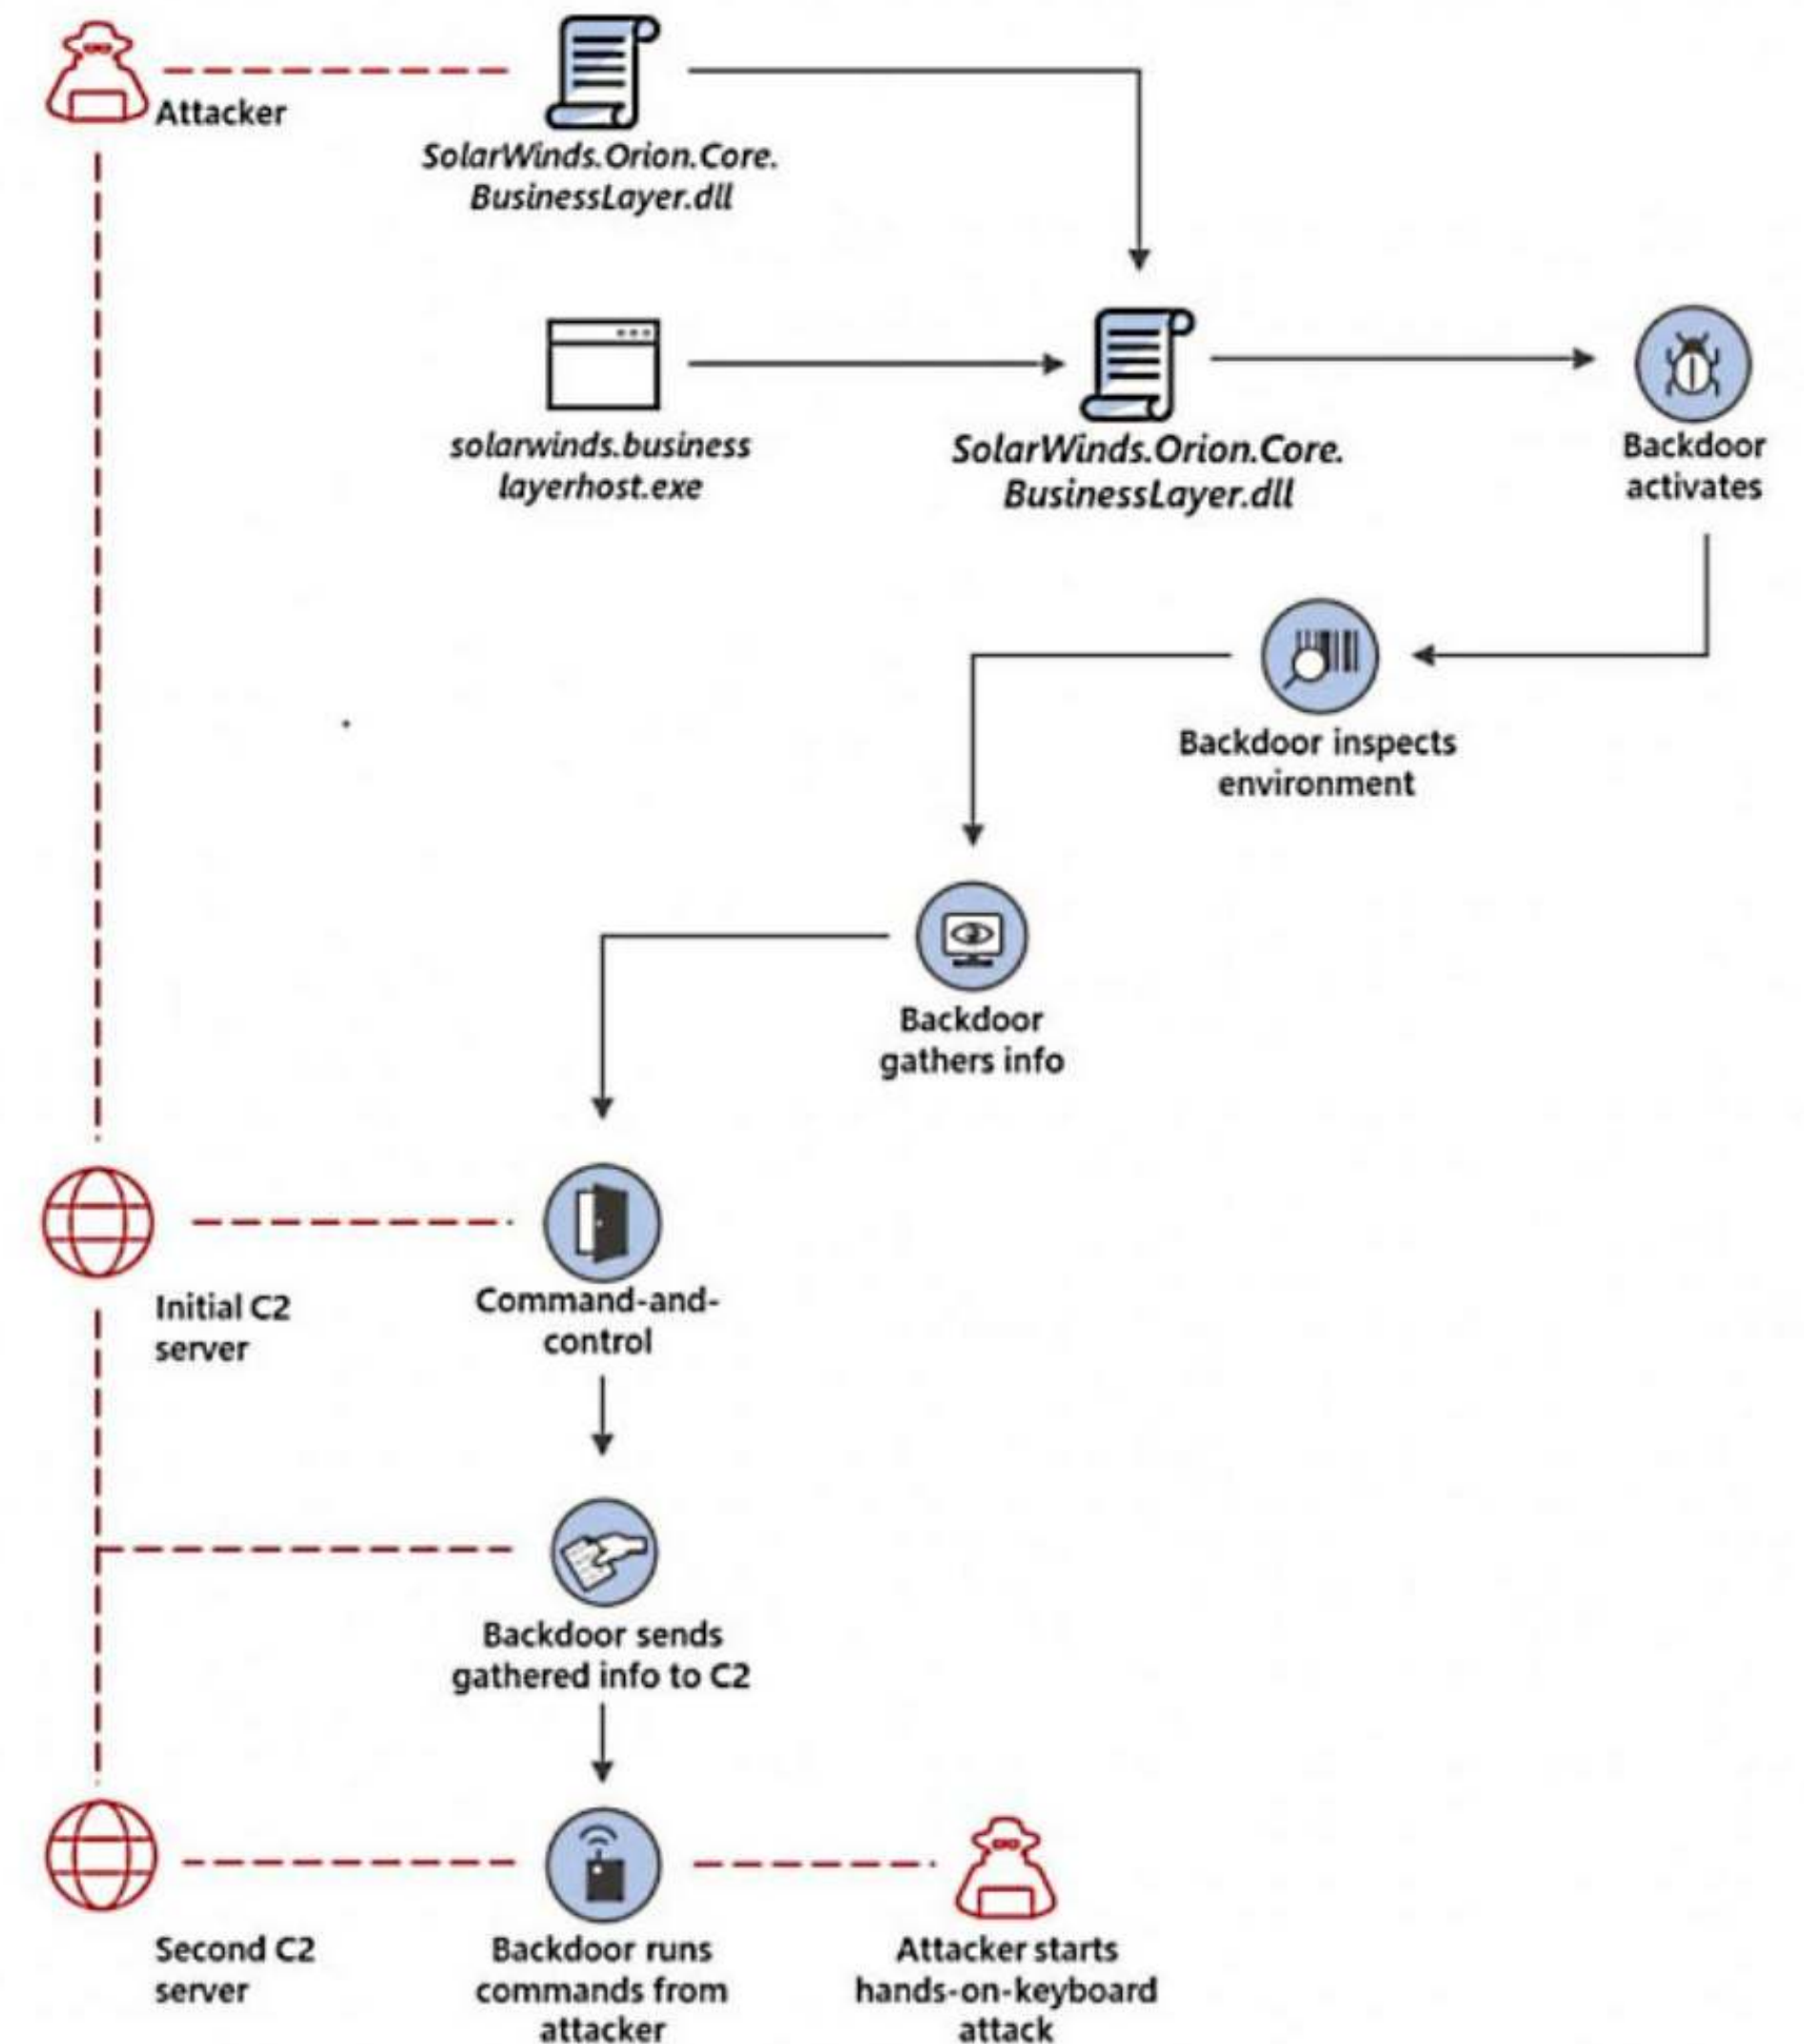 Attacker
SolarWinds.Orion.Core.
BusinessLayer.dll
solarwinds.business
layerhost.exe
SolarWinds.Orion.Core.
BusinessLayer.dll
Backdoor
activates
Backdoor inspects
environment
Backdoor
gathers info
Initial C2
server
Command-and-
control
Backdoor sends
gathered info to C2
Second C2
server
Backdoor runs
commands from
attacker
Attacker starts
hands-on-keyboard
attack